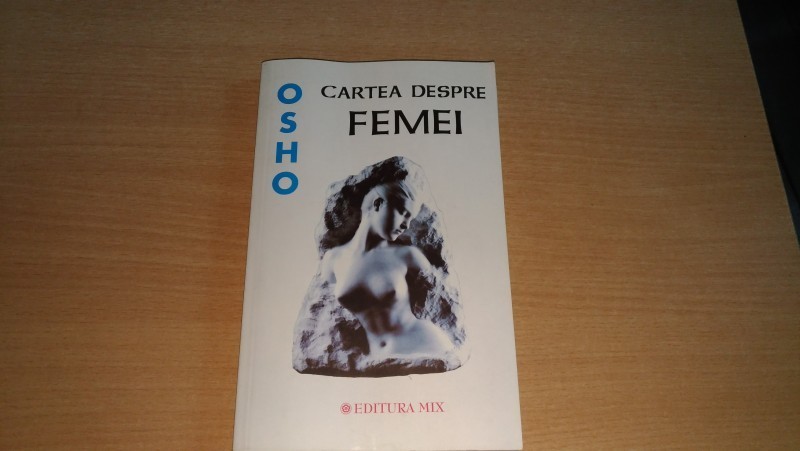 OSHO
CARTEA DESPRE
FEMEI
EDITURA MIX